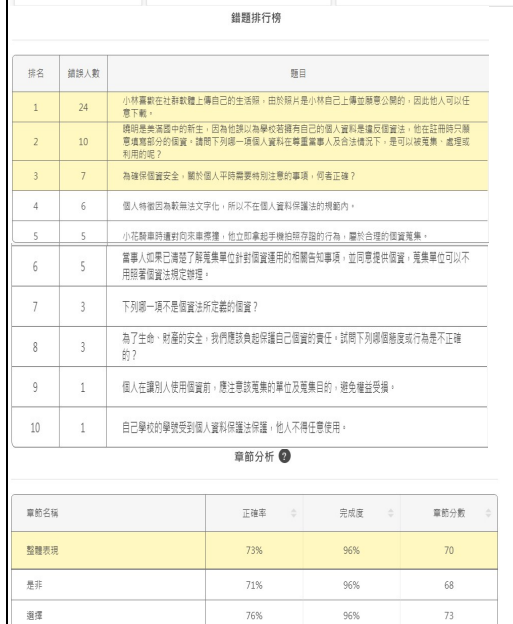 錯題排行榜
排名 錯誤人數 題目
1 24 小林喜歡在社群軟體上傳自己的生活照,由於照片是小林自己上傳並願意公開的,因此他人可以任
意下載。
2 10 曉明是美滿國中的新生,因為他誤以為學校若擁有自己的個人資料是違反個資法,他在註冊時只願
意填寫部分的個資。請問下列哪一項個人資料在尊重當事人及合法情況下,是可以被蒐集、處理或
利用的呢?
3 7 為確保個資安全,關於個人平時需要特別注意的事項,何者正確?
4 6 個人特徵因為較無法文字化,所以不在個人資料保護法的規範內。
5 5 小花騎車時遭對向來車擦撞,他立即拿起手機拍照存證的行為,屬於合理的個資蒐集。
6 5 當事人如果已清楚了解蒐集單位針對個資運用的相關告知事項,並同意提供個資,蒐集單位可以不
用照著個資法規定辦理。
7 3 下列哪一項不是個資法所定義的個資?
8 3 為了生命、財產的安全,我們應該負起保護自己個資的責任。試問下列哪個態度或行為是不正確
的?
9 1 個人在讓別人使用個資前,應注意該蒐集的單位及蒐集目的,避免權益受損。
10 1 自己學校的學號受到個人資料保護法保護,他人不得任意使用。
章節分析 ?
章節名稱 正確率 完成度 章節分數
整體表現 73% 96% 70
是非 71% 96% 68
選擇 76% 96% 73